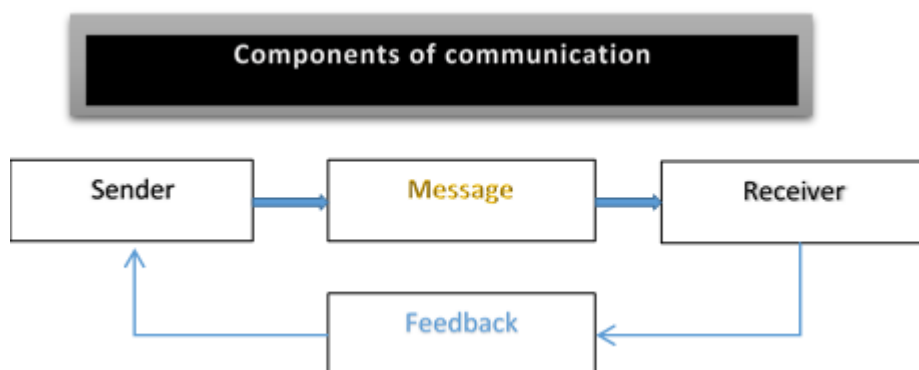 Components of communication
Sender
Message
Receiver
Feedback